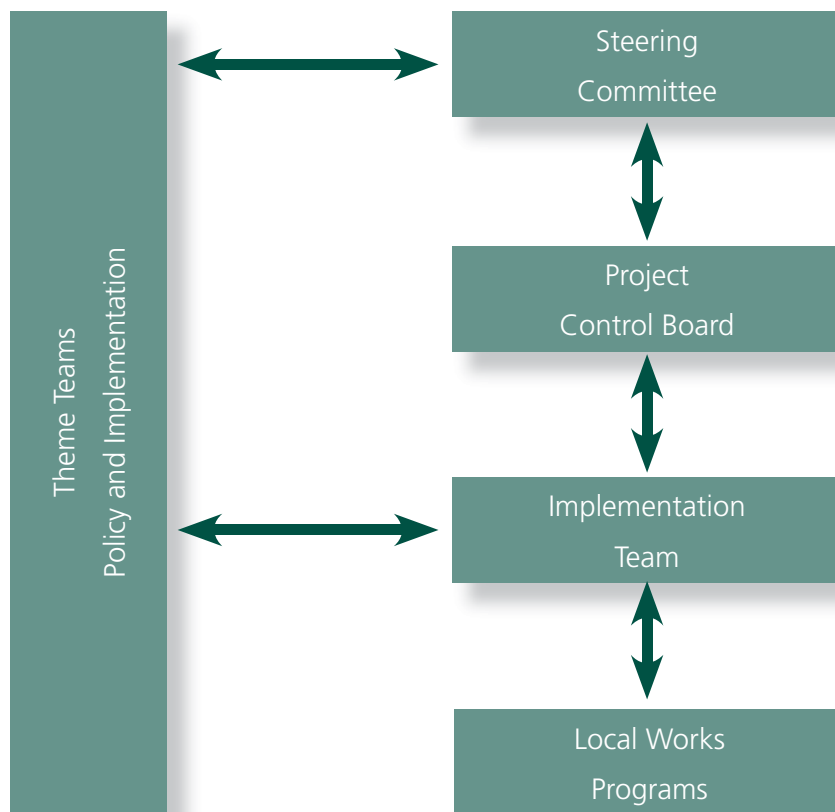 Theme Teams
Policy and Implementation
Steering
Committee
Project
Control Board
Implementation
Team
Local Works
Programs